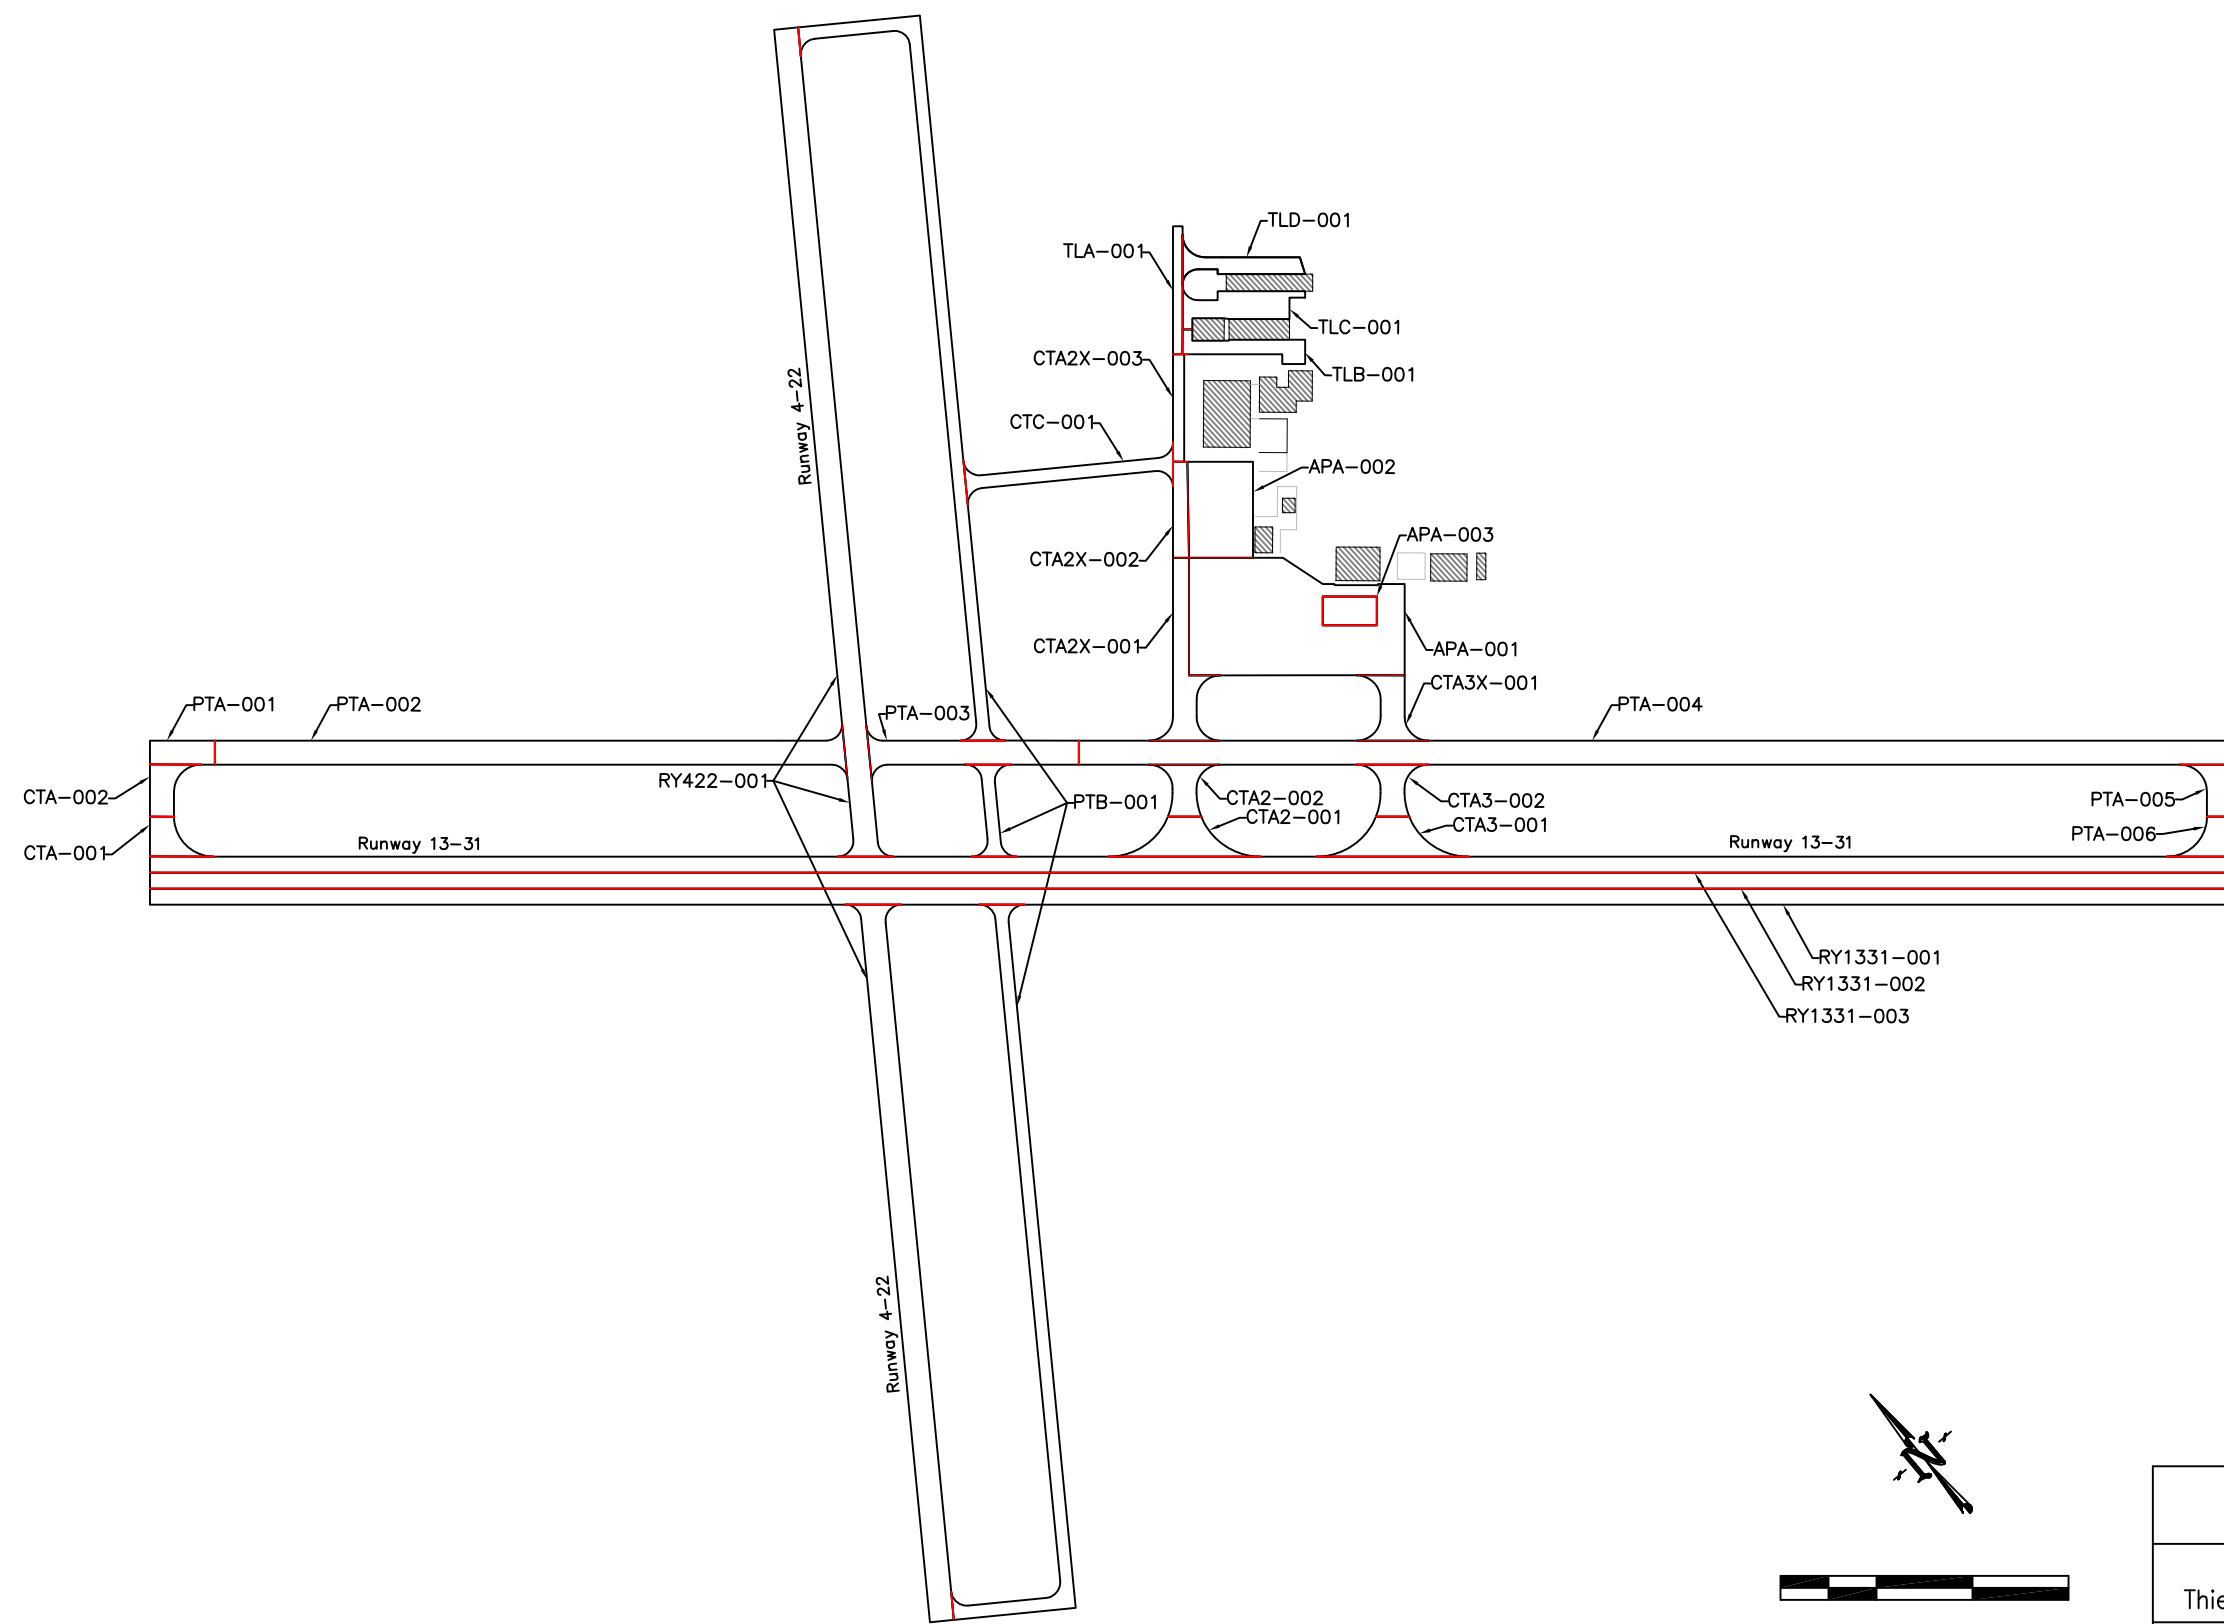 TLD-001
TLA-001
TLC-001
CTA2X-003
TLB-001
Runway 4-22
CTC-001
APA-002
APA-003
CTA2X-002
CTA2X-001
APA-001
CTA3X-001
PTA-001
PTA-002
PTA-003
PTA-004
RY422-001
CTA-002
PTB-001
CTA2-002
CTA3-002
PTA-005
CTA2-001
CTA3-001
PTA-006
CTA-001
Runway 13-31
Runway 13-31
RY1331-001
RY1331-002
RY1331-003
Runway 4-22
N
Thie